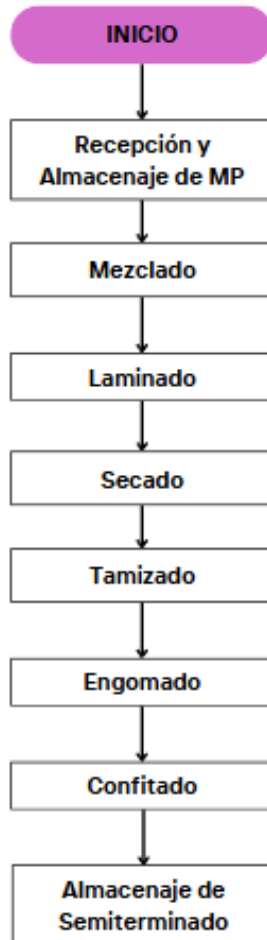 INICIO
Recepción y
Almacenaje de MP
Mezclado
Laminado
Secado
Tamizado
Engomado
Confitado
Almacenaje de
Semiterminado